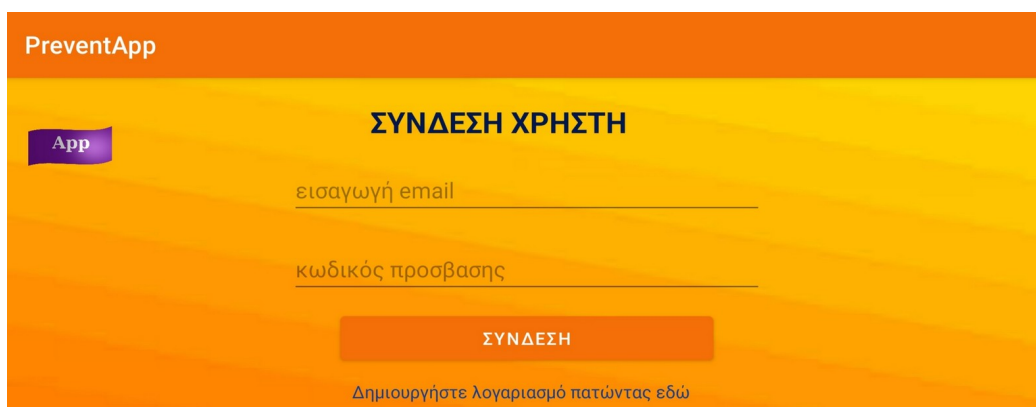 PreventApp
App
ΣΥΝΔΕΣΗ ΧΡΗΣΤΗ
εισαγωγή email
κωδικός προσβασης
ΣΥΝΔΕΣΗ
Δημιουργήστε λογαριασμό πατώντας εδώ